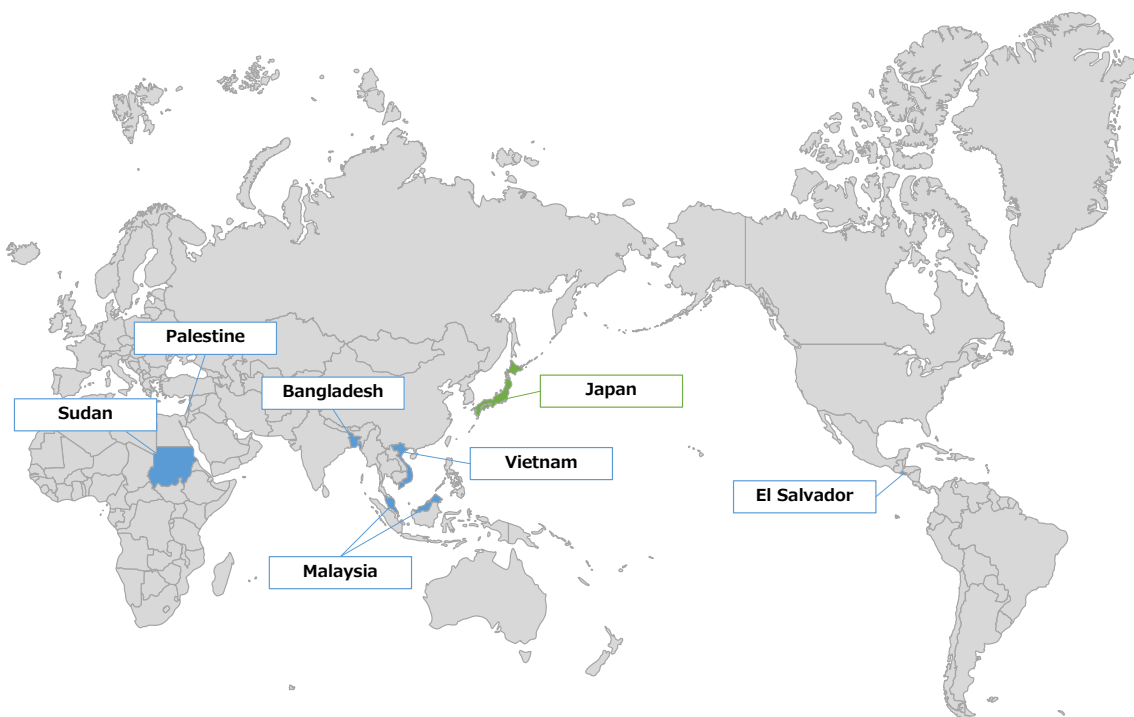 Palestine
Bangladesh
Japan
Sudan
Vietnam
El Salvador
Malaysia